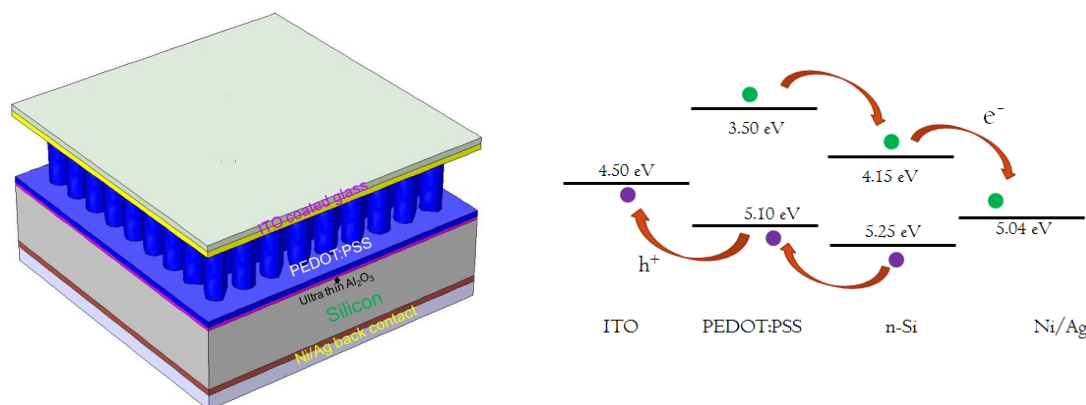 ITO coated glass
PEDOT:PSS
Ultra thin Al₂O₃
Silicon
Ni/Ag back contact
3.50 eV
e⁻
4.15 eV
4.50 eV
5.10 eV
5.25 eV
5.04 eV
h⁺
ITO
PEDOT:PSS
n-Si
Ni/Ag